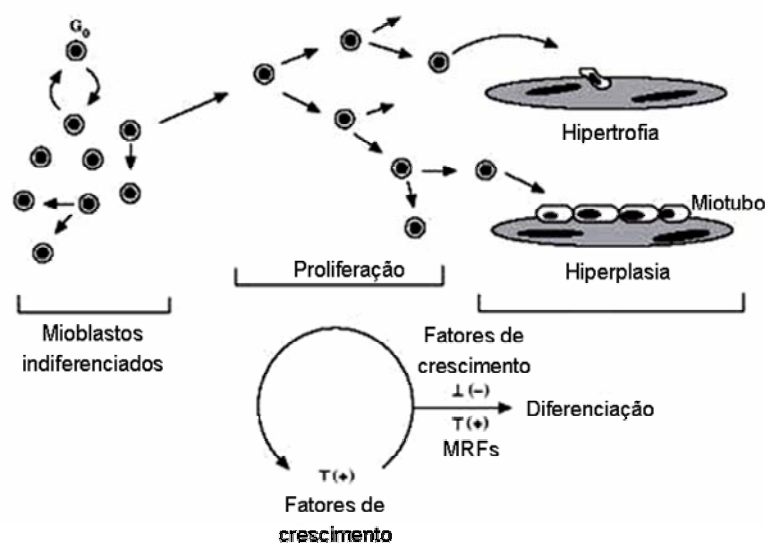 G₀
Hipertrofia
Miotubo
Proliferação
Hiperplasia
Mioblastos
indiferenciados
Fatores de
crescimento
⊥(-)
Diferenciação
⊤(+)
MRFs
⊤(+)
Fatores de
crescimento